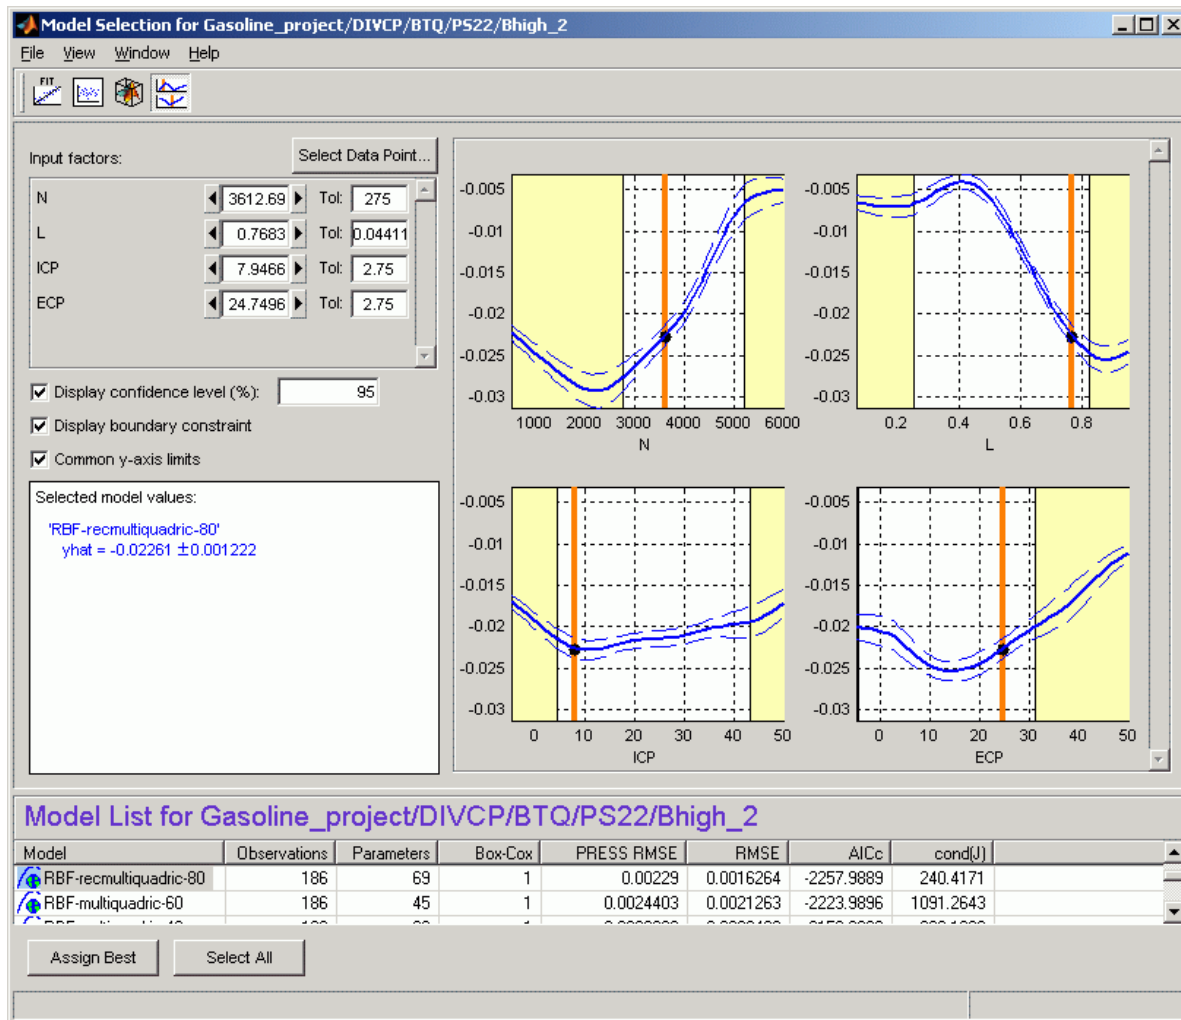 Model Selection for Gasoline_project/DIVCP/BTQ/PS22/Bhigh_2
File View Window Help
FIT
Input factors: Select Data Point...
N 3612.69 Tol: 275
L 0.7683 Tol: 0.04411
ICP 7.9466 Tol: 2.75
ECP 24.7496 Tol: 2.75
Display confidence level (%): 95
Display boundary constraint
Common y-axis limits
Selected model values:
'RBF-recmultiquadric-80'
yhat = -0.02261 ±0.001222
-0.005
-0.01
-0.015
-0.02
-0.025
-0.03
1000 2000 3000 4000 5000 6000
N
-0.005
-0.01
-0.015
-0.02
-0.025
-0.03
0.2 0.4 0.6 0.8
L
-0.005
-0.01
-0.015
-0.02
-0.025
-0.03
0 10 20 30 40 50
ICP
-0.005
-0.01
-0.015
-0.02
-0.025
-0.03
0 10 20 30 40 50
ECP
Model List for Gasoline_project/DIVCP/BTQ/PS22/Bhigh_2
Model Observations Parameters Box-Cox PRESS RMSE RMSE AICc cond(J)
RBF-recmultiquadric-80 186 69 1 0.00229 0.0016264 -2257.9889 240.4171
RBF-multiquadric-60 186 45 1 0.0024403 0.0021263 -2223.9896 1091.2643
Assign Best Select All